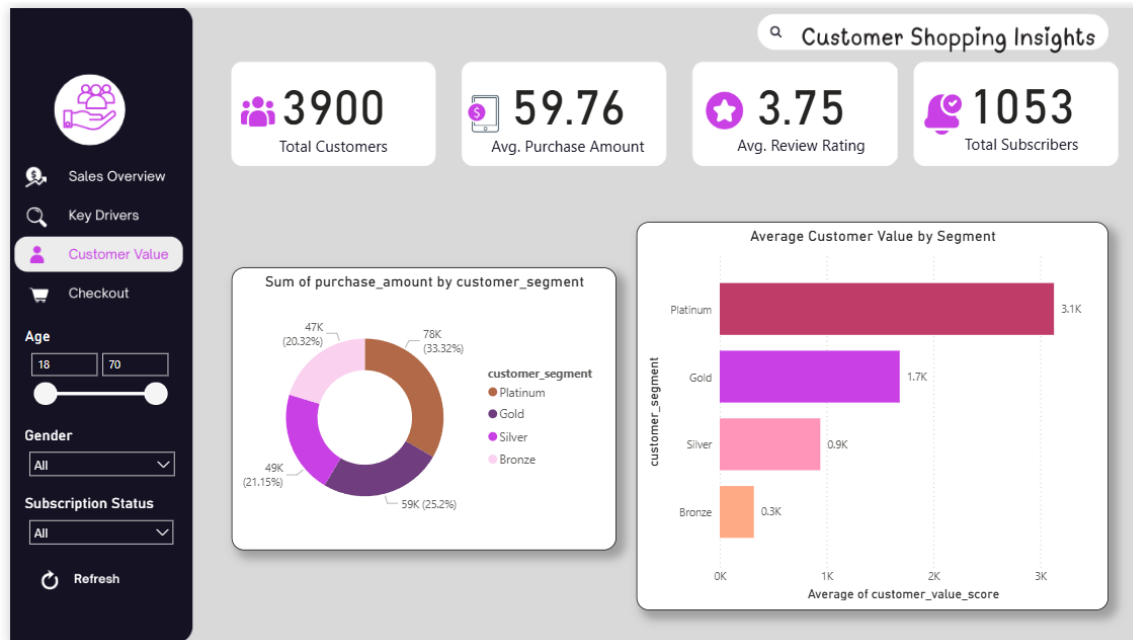 Customer Shopping Insights
3900
Total Customers
59.76
Avg. Purchase Amount
3.75
Avg. Review Rating
1053
Total Subscribers
Sales Overview
Key Drivers
Customer Value
Checkout
Age
18 70
Gender
All
Subscription Status
All
Refresh
Sum of purchase_amount by customer_segment
47K
(20.32%)
78K
(33.32%)
49K
(21.15%)
59K (25.2%)
customer_segment
Platinum
Gold
Silver
Bronze
Average Customer Value by Segment
customer_segment
Platinum 3.1K
Gold 1.7K
Silver 0.9K
Bronze 0.3K
0K 1K 2K 3K
Average of customer_value_score